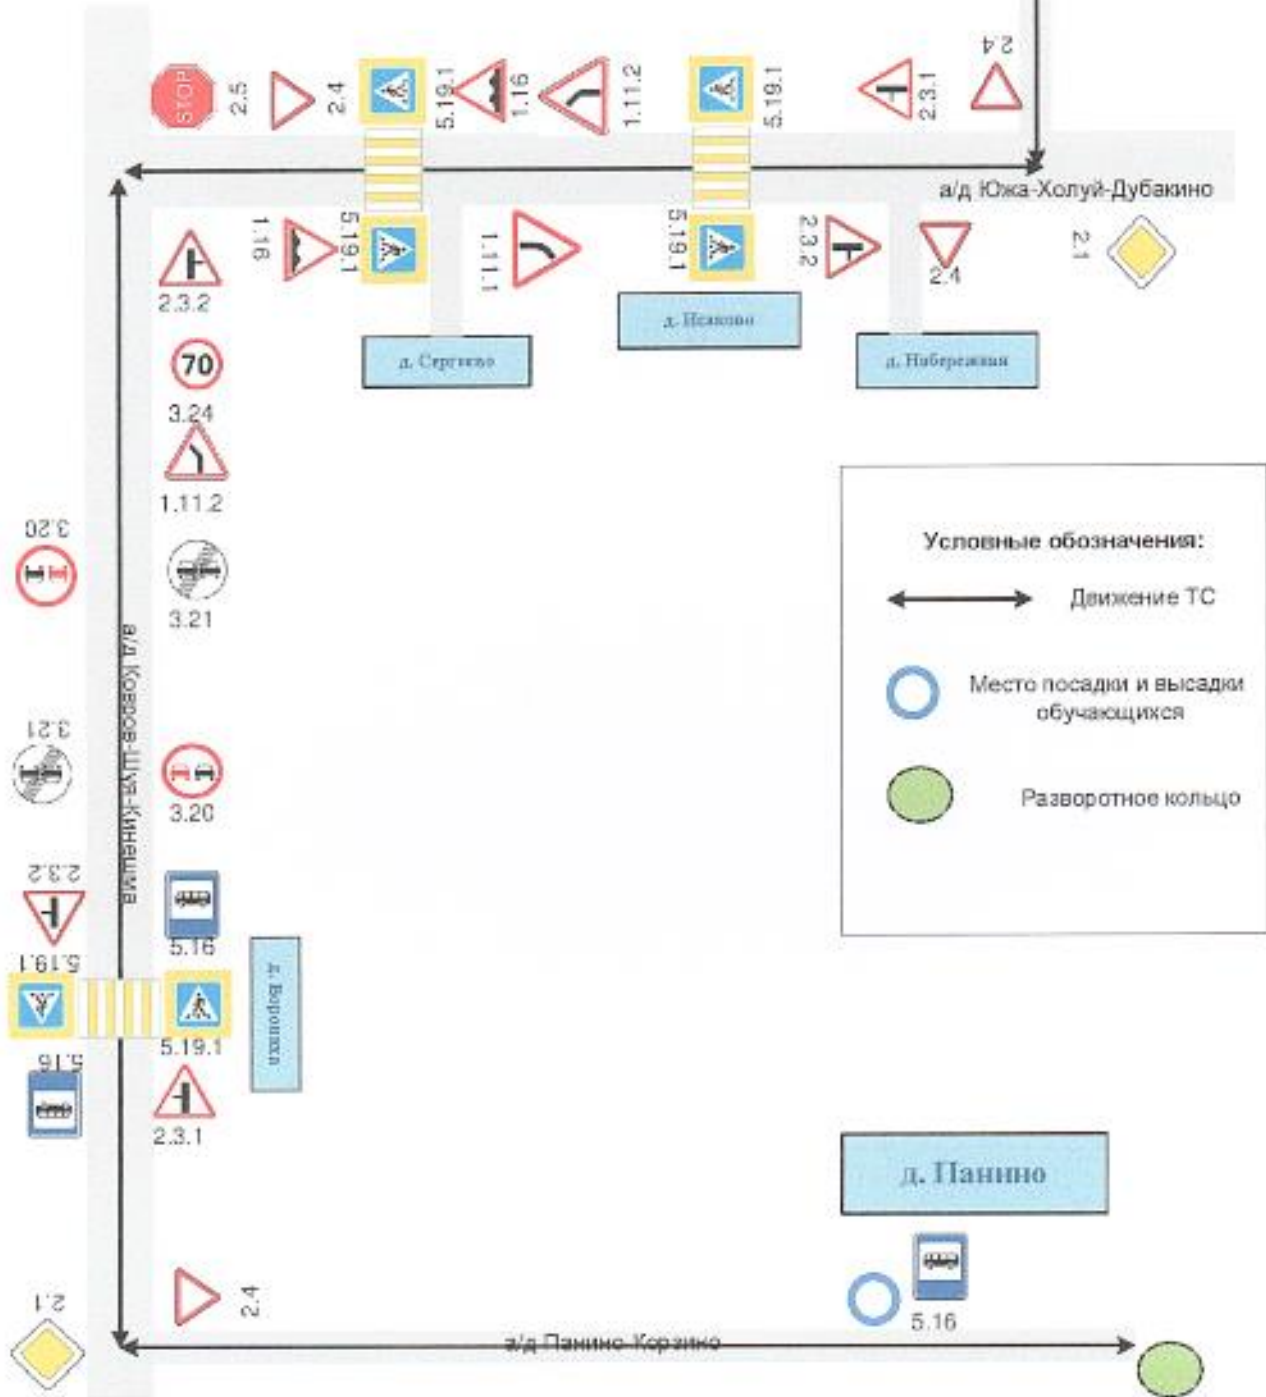 STOP
2.5
2.4
5.19.1
1.16
1.11.2
5.19.1
2.3.1
2.4
а/д Южа-Холуй-Дубакино
1.16
5.19.1
1.11.1
5.19.1
2.3.2
2.4
2.1
2.3.2
д. Сергеево
д. Исаково
д. Набережная
70
3.24
1.11.2
3.20
3.21
а/д Ковров-Шуя-Кинешма
3.21
3.20
2.3.2
5.16
5.19.1
5.19.1
д. Ворониха
5.16
2.3.1
Условные обозначения:
Движение ТС
Место посадки и высадки
обучающихся
Разворотное кольцо
д. Панино
5.16
2.4
2.1
а/д Панино-Корзино